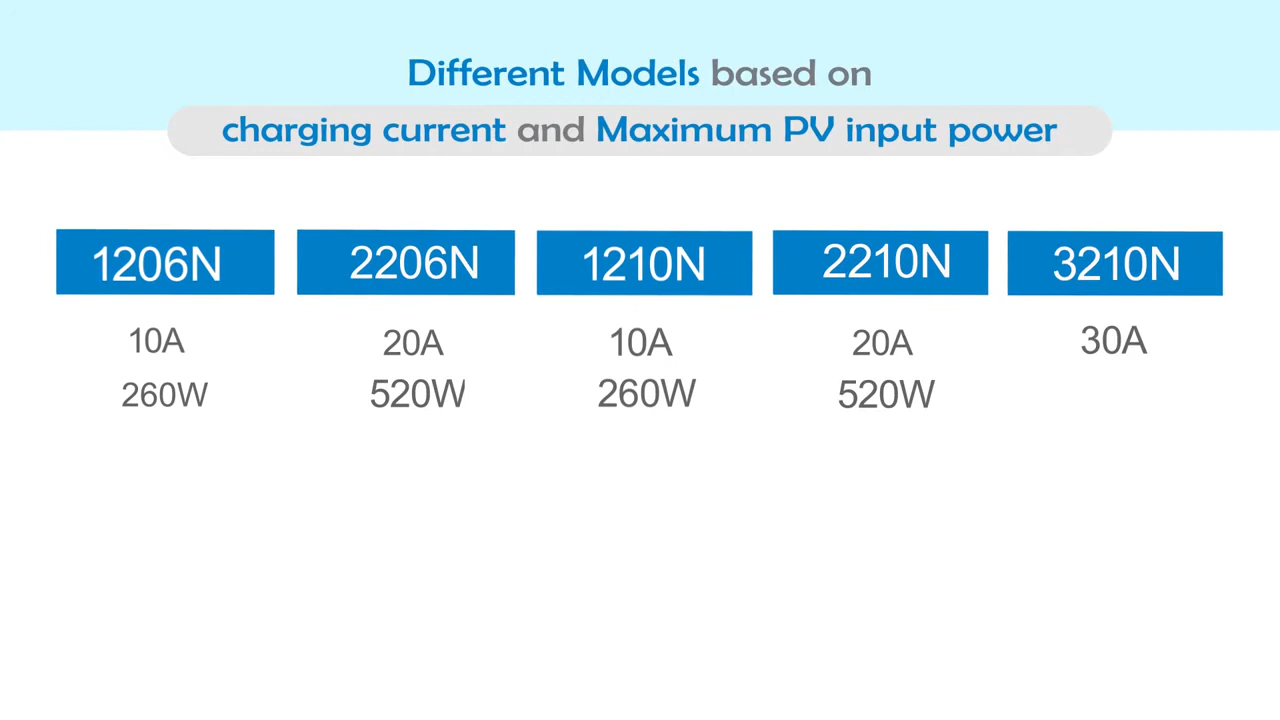 Different Models based on
charging current and Maximum PV input power
1206N 2206N 1210N 2210N 3210N
10A 20A 10A 20A 30A
260W 520W 260W 520W